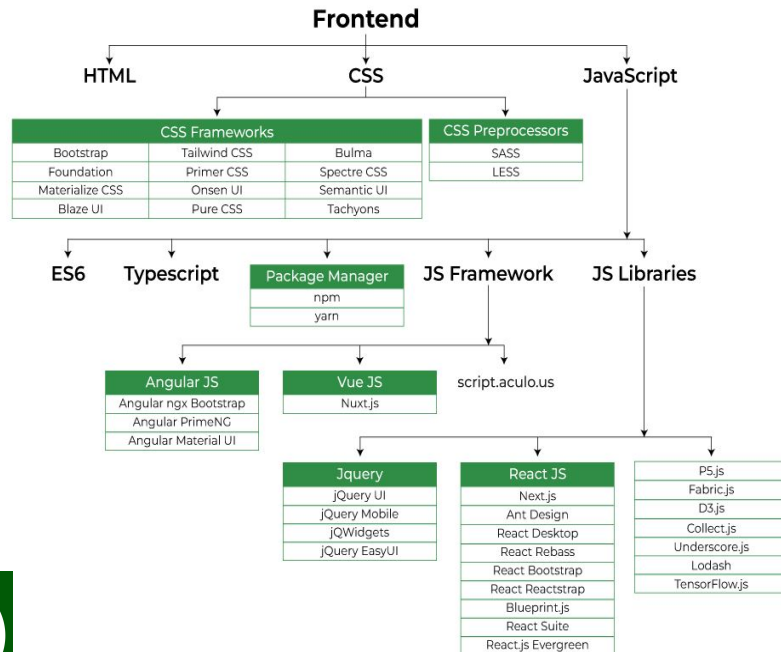 Frontend
HTML CSS JavaScript
CSS Frameworks
Bootstrap Tailwind CSS Bulma
Foundation Primer CSS Spectre CSS
Materialize CSS Onsen UI Semantic UI
Blaze UI Pure CSS Tachyons
CSS Preprocessors
SASS
LESS
ES6 Typescript Package Manager JS Framework JS Libraries
npm
yarn
Angular JS
Angular ngx Bootstrap
Angular PrimeNG
Angular Material UI
Vue JS
Nuxt.js
script.aculo.us
Jquery
jQuery UI
jQuery Mobile
jQWidgets
jQuery EasyUI
React JS
Next.js
Ant Design
React Desktop
React Rebass
React Bootstrap
React Reactstrap
Blueprint.js
React Suite
React.js Evergreen
P5.js
Fabric.js
D3.js
Collect.js
Underscore.js
Lodash
TensorFlow.js